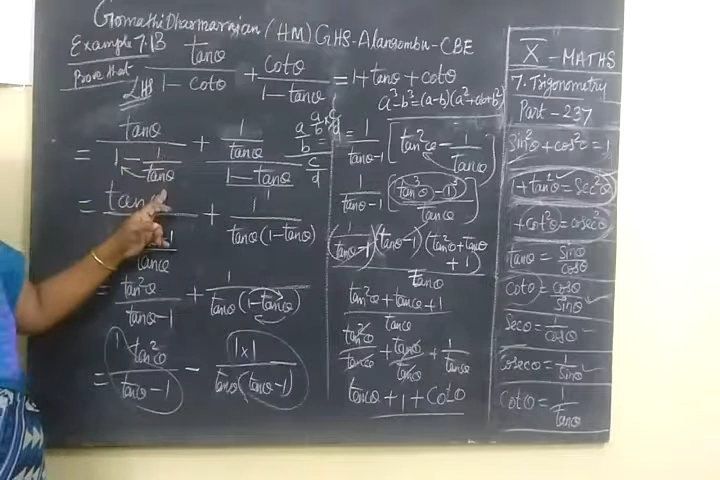 Gomathi Dharmarajan (HM) GHS-Alansombu-CBE
Example 7.13
Prove that tanθ / 1 - cotθ + cotθ / 1 - tanθ = 1 + tanθ + cotθ
LHS
= tanθ / 1 - 1/tanθ + 1/tanθ / 1 - tanθ
a/b / c/d = a/b × d/c
= tanθ / -1 / tanθ + 1 / tanθ(1 - tanθ)
= tan²θ / tanθ - 1 + 1 / tanθ(1 - tanθ)
= tan²θ / tanθ - 1 - 1×1 / tanθ(tanθ - 1)
a³-b³=(a-b)(a²+ab+b²)
= 1 / tanθ-1 [tan²θ - 1/tanθ]
1 / tanθ-1 [tan³θ - 1³ / tanθ]
(1/tanθ-1)(tanθ-1)(tan²θ+tanθ+1) / tanθ
tan²θ + tanθ + 1 / tanθ
tan²θ/tanθ + tanθ/tanθ + 1/tanθ
tanθ + 1 + cotθ
X - MATHS
7. Trigonometry
Part - 237
sin²θ + cos²θ = 1
1 + tan²θ = sec²θ
+ cot²θ = cosec²θ
tanθ = sinθ/cosθ
cotθ = cosθ/sinθ
secθ = 1/cosθ
cosecθ = 1/sinθ
cotθ = 1/tanθ